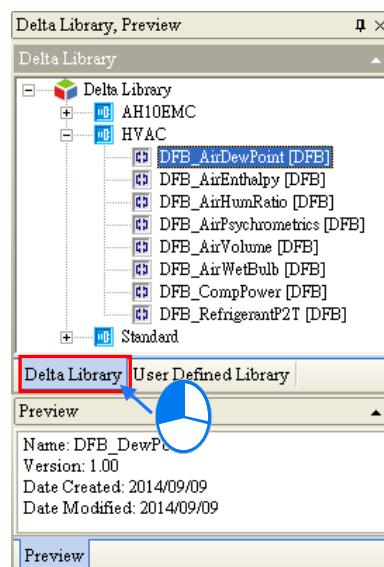 Delta Library, Preview
Delta Library
Delta Library
AH10EMC
HVAC
DFB_AirDewPoint [DFB]
DFB_AirEnthalpy [DFB]
DFB_AirHumRatio [DFB]
DFB_AirPsychrometrics [DFB]
DFB_AirVolume [DFB]
DFB_AirWetBulb [DFB]
DFB_CompPower [DFB]
DFB_RefrigerantP2T [DFB]
Standard
Delta Library User Defined Library
Preview
Name: DFB_DewPo
Version: 1.00
Date Created: 2014/09/09
Date Modified: 2014/09/09
Preview